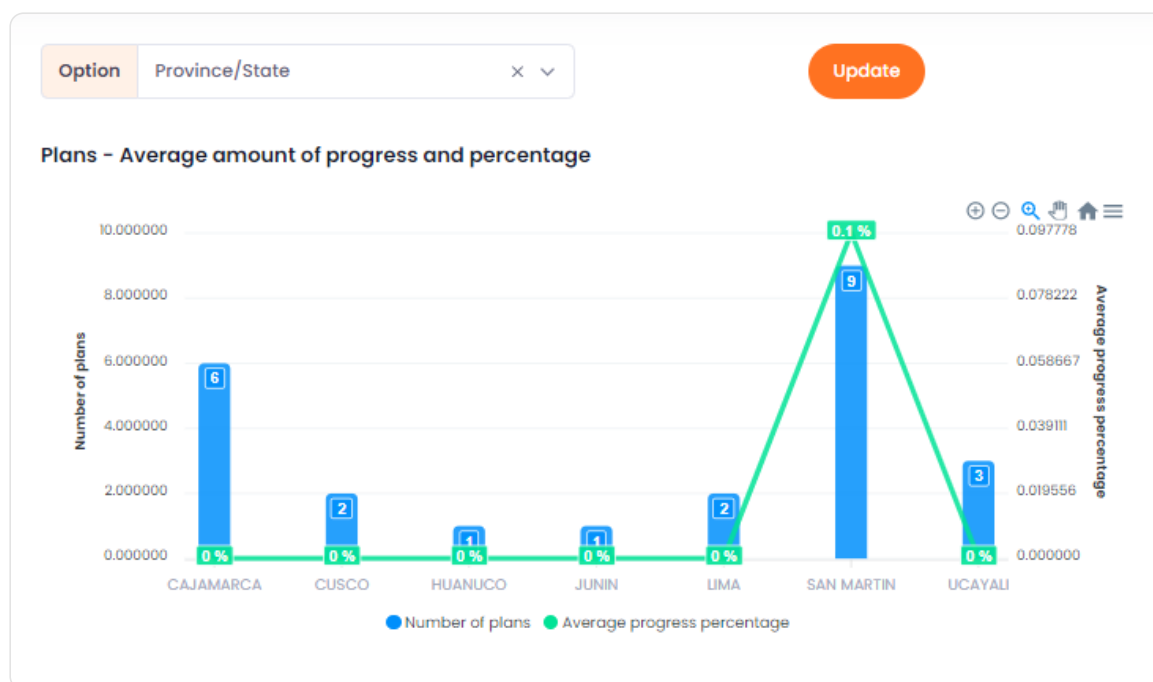 Option Province/State Update
Plans - Average amount of progress and percentage
10.000000 0.1 % 0.097778
9
8.000000 0.078222
6.000000 0.058667
6
4.000000 0.039111
3
2.000000 0.019556
2 2
1 1
0.000000 0 % 0 % 0 % 0 % 0 % 0 % 0.000000
Number of plans
Average progress percentage
CAJAMARCA CUSCO HUANUCO JUNIN LIMA SAN MARTIN UCAYALI
Number of plans Average progress percentage